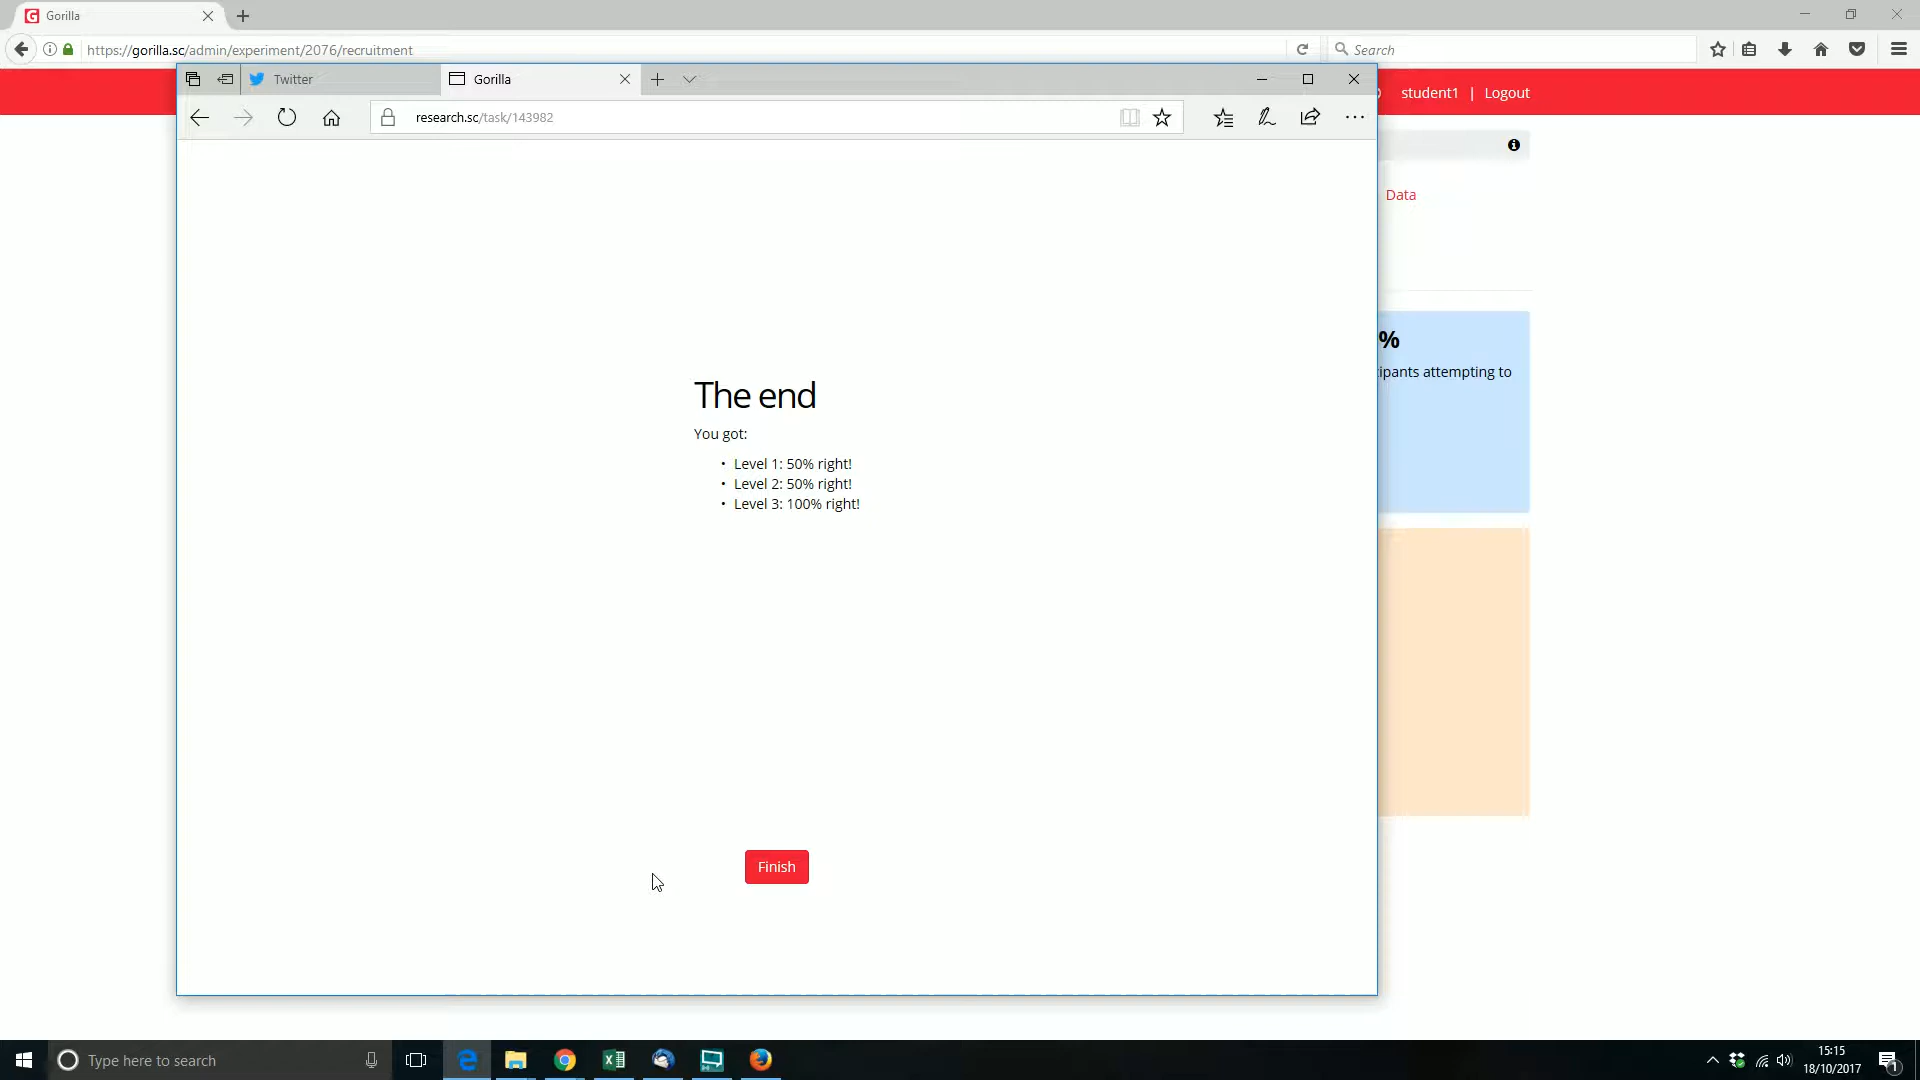 Gorilla
https://gorilla.sc/admin/experiment/2076/recruitment
Search
Twitter
Gorilla
student1 | Logout
research.sc/task/143982
Data
%
ipants attempting to
The end
You got:
• Level 1: 50% right!
• Level 2: 50% right!
• Level 3: 100% right!
Finish
Type here to search
15:15
18/10/2017
1